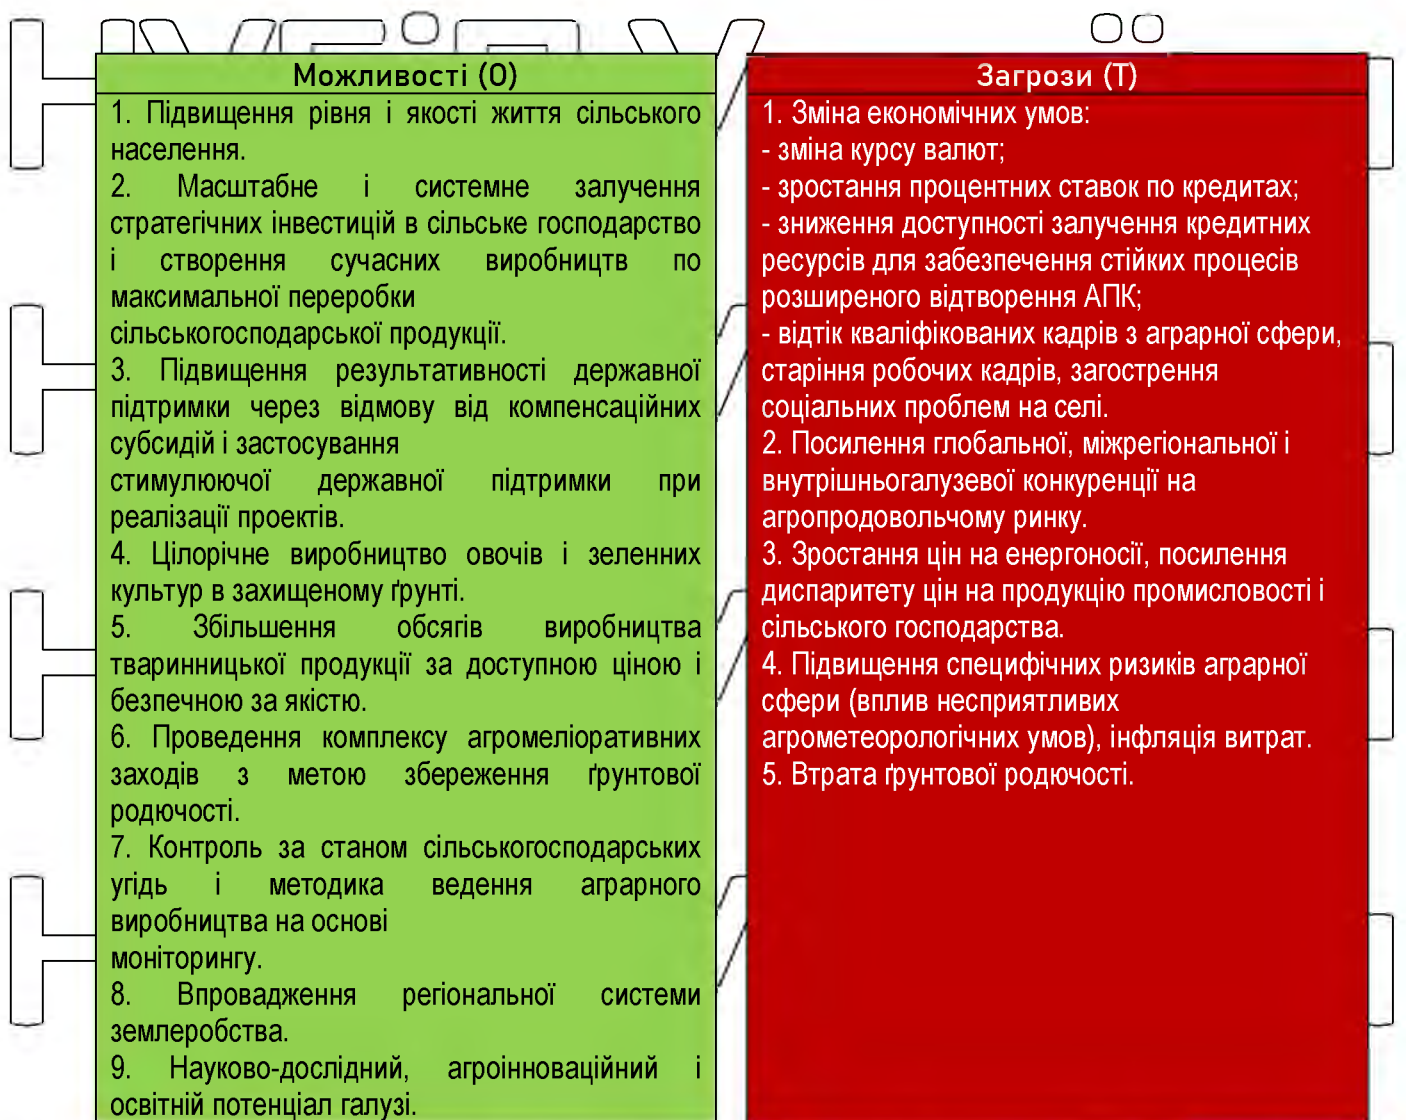 Можливості (О)
1. Підвищення рівня і якості життя сільського
населення.
2. Масштабне і системне залучення
стратегічних інвестицій в сільське господарство
і створення сучасних виробництв по
максимальної переробки
сільськогосподарської продукції.
3. Підвищення результативності державної
підтримки через відмову від компенсаційних
субсидій і застосування
стимулюючої державної підтримки при
реалізації проектів.
4. Цілорічне виробництво овочів і зеленних
культур в захищеному ґрунті.
5. Збільшення обсягів виробництва
тваринницької продукції за доступною ціною і
безпечною за якістю.
6. Проведення комплексу агромеліоративних
заходів з метою збереження ґрунтової
родючості.
7. Контроль за станом сільськогосподарських
угідь і методика ведення аграрного
виробництва на основі
моніторингу.
8. Впровадження регіональної системи
землеробства.
9. Науково-дослідний, агроінноваційний і
освітній потенціал галузі.
Загрози (Т)
1. Зміна економічних умов:
- зміна курсу валют;
- зростання процентних ставок по кредитах;
- зниження доступності залучення кредитних
ресурсів для забезпечення стійких процесів
розширеного відтворення АПК;
- відтік кваліфікованих кадрів з аграрної сфери,
старіння робочих кадрів, загострення
соціальних проблем на селі.
2. Посилення глобальної, міжрегіональної і
внутрішньогалузевої конкуренції на
агропродовольчому ринку.
3. Зростання цін на енергоносії, посилення
диспаритету цін на продукцію промисловості і
сільського господарства.
4. Підвищення специфічних ризиків аграрної
сфери (вплив несприятливих
агрометеорологічних умов), інфляція витрат.
5. Втрата ґрунтової родючості.